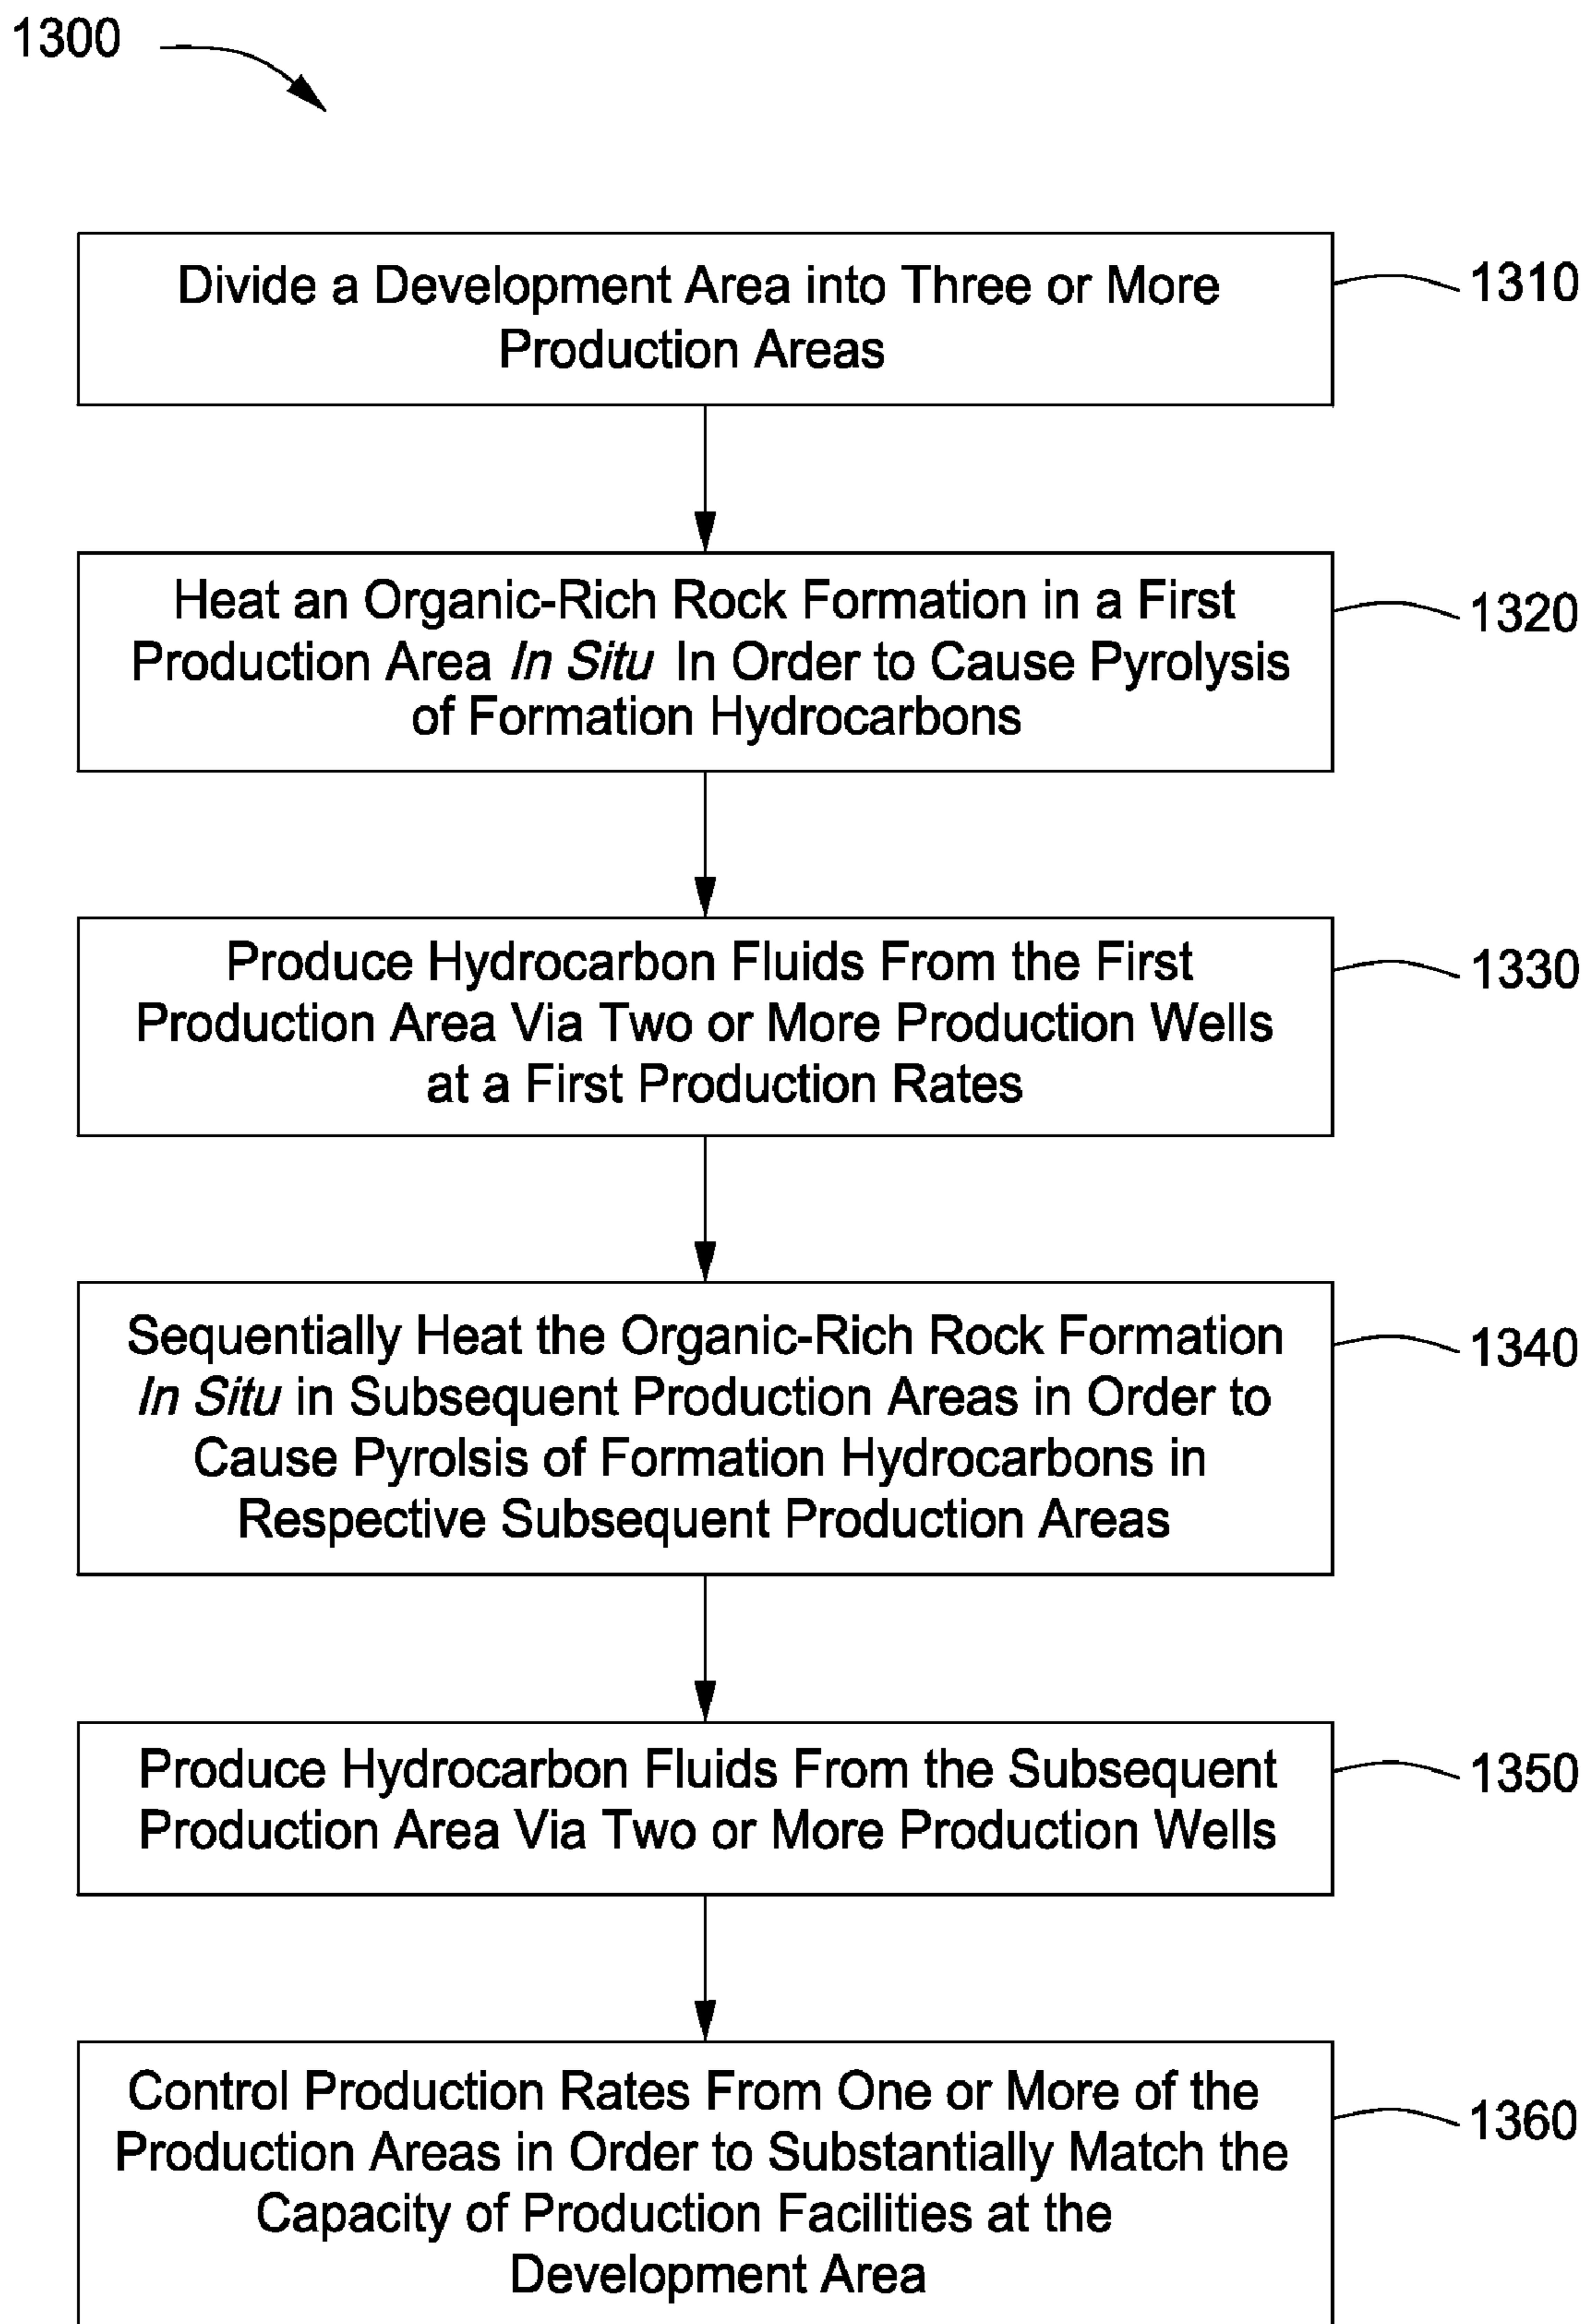 1300
Divide a Development Area into Three or More
Production Areas
1310
Heat an Organic-Rich Rock Formation in a First
Production Area In Situ In Order to Cause Pyrolysis
of Formation Hydrocarbons
1320
Produce Hydrocarbon Fluids From the First
Production Area Via Two or More Production Wells
at a First Production Rates
1330
Sequentially Heat the Organic-Rich Rock Formation
In Situ in Subsequent Production Areas in Order to
Cause Pyrolsis of Formation Hydrocarbons in
Respective Subsequent Production Areas
1340
Produce Hydrocarbon Fluids From the Subsequent
Production Area Via Two or More Production Wells
1350
Control Production Rates From One or More of the
Production Areas in Order to Substantially Match the
Capacity of Production Facilities at the
Development Area
1360